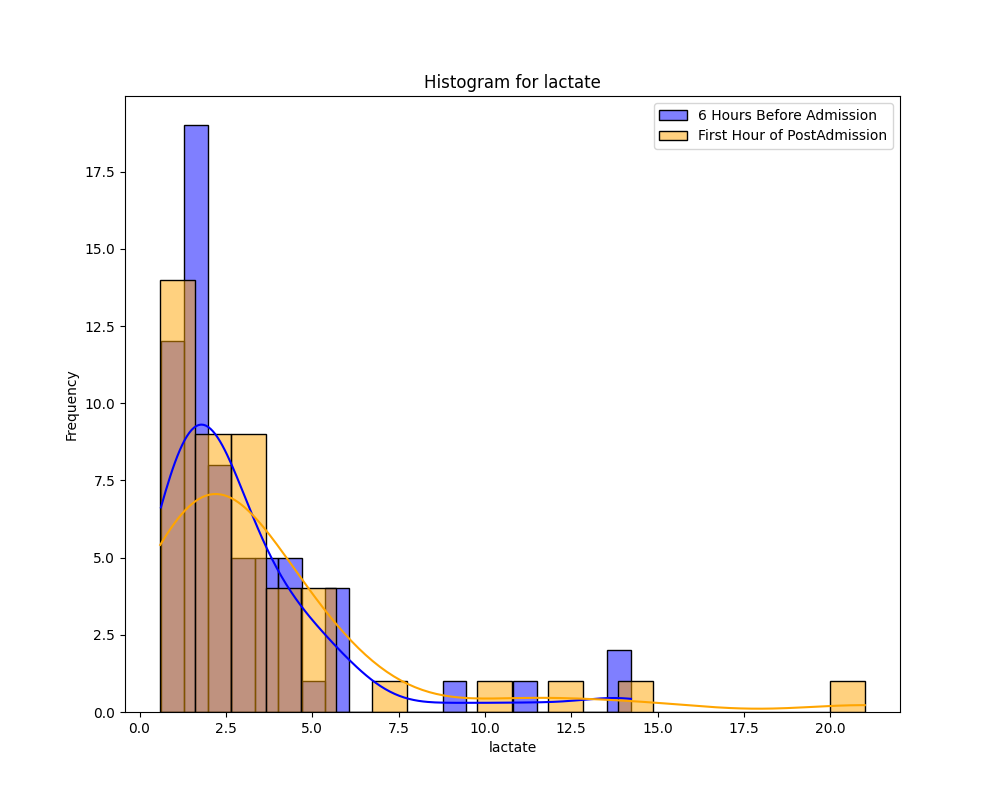 Histogram for lactate
6 Hours Before Admission
First Hour of PostAdmission
17.5
15.0
12.5
10.0
7.5
5.0
2.5
0.0
Frequency
0.0 2.5 5.0 7.5 10.0 12.5 15.0 17.5 20.0
lactate